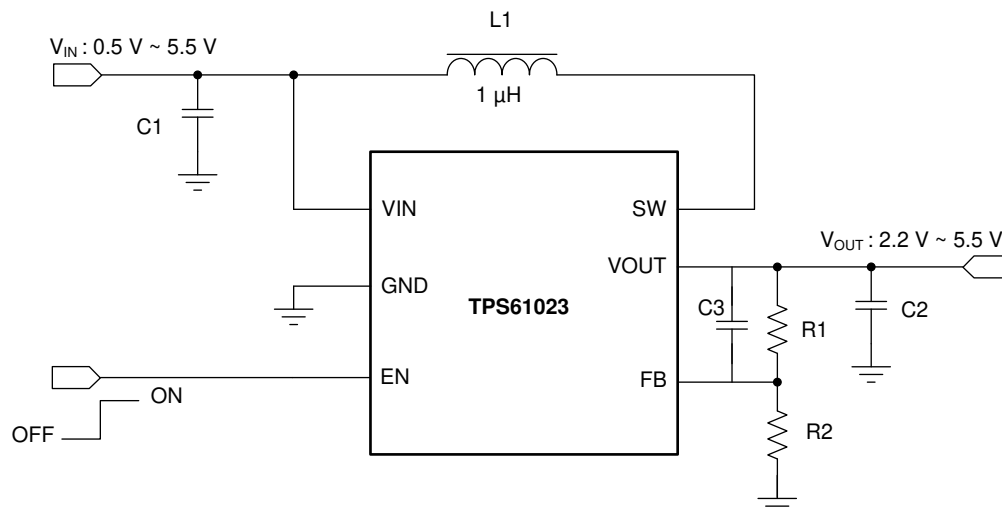 L1
V_IN : 0.5 V ~ 5.5 V
1 µH
C1
VIN
SW
V_OUT : 2.2 V ~ 5.5 V
VOUT
GND
TPS61023
C3
R1
C2
EN
FB
ON
OFF
R2